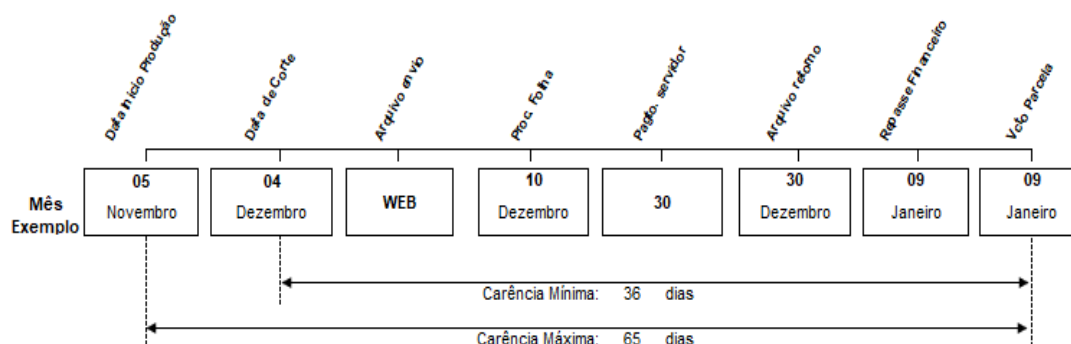 Data Inicio Produção
Data de Corte
Arquivo envio
Proc. Folha
Pagto. servidor
Arquivo retorno
Repasse Financeiro
Vcto Parcela
Mês
Exemplo
05
Novembro
04
Dezembro
WEB
10
Dezembro
30
30
Dezembro
09
Janeiro
09
Janeiro
Carência Mínima: 36 dias
Carência Máxima: 65 dias